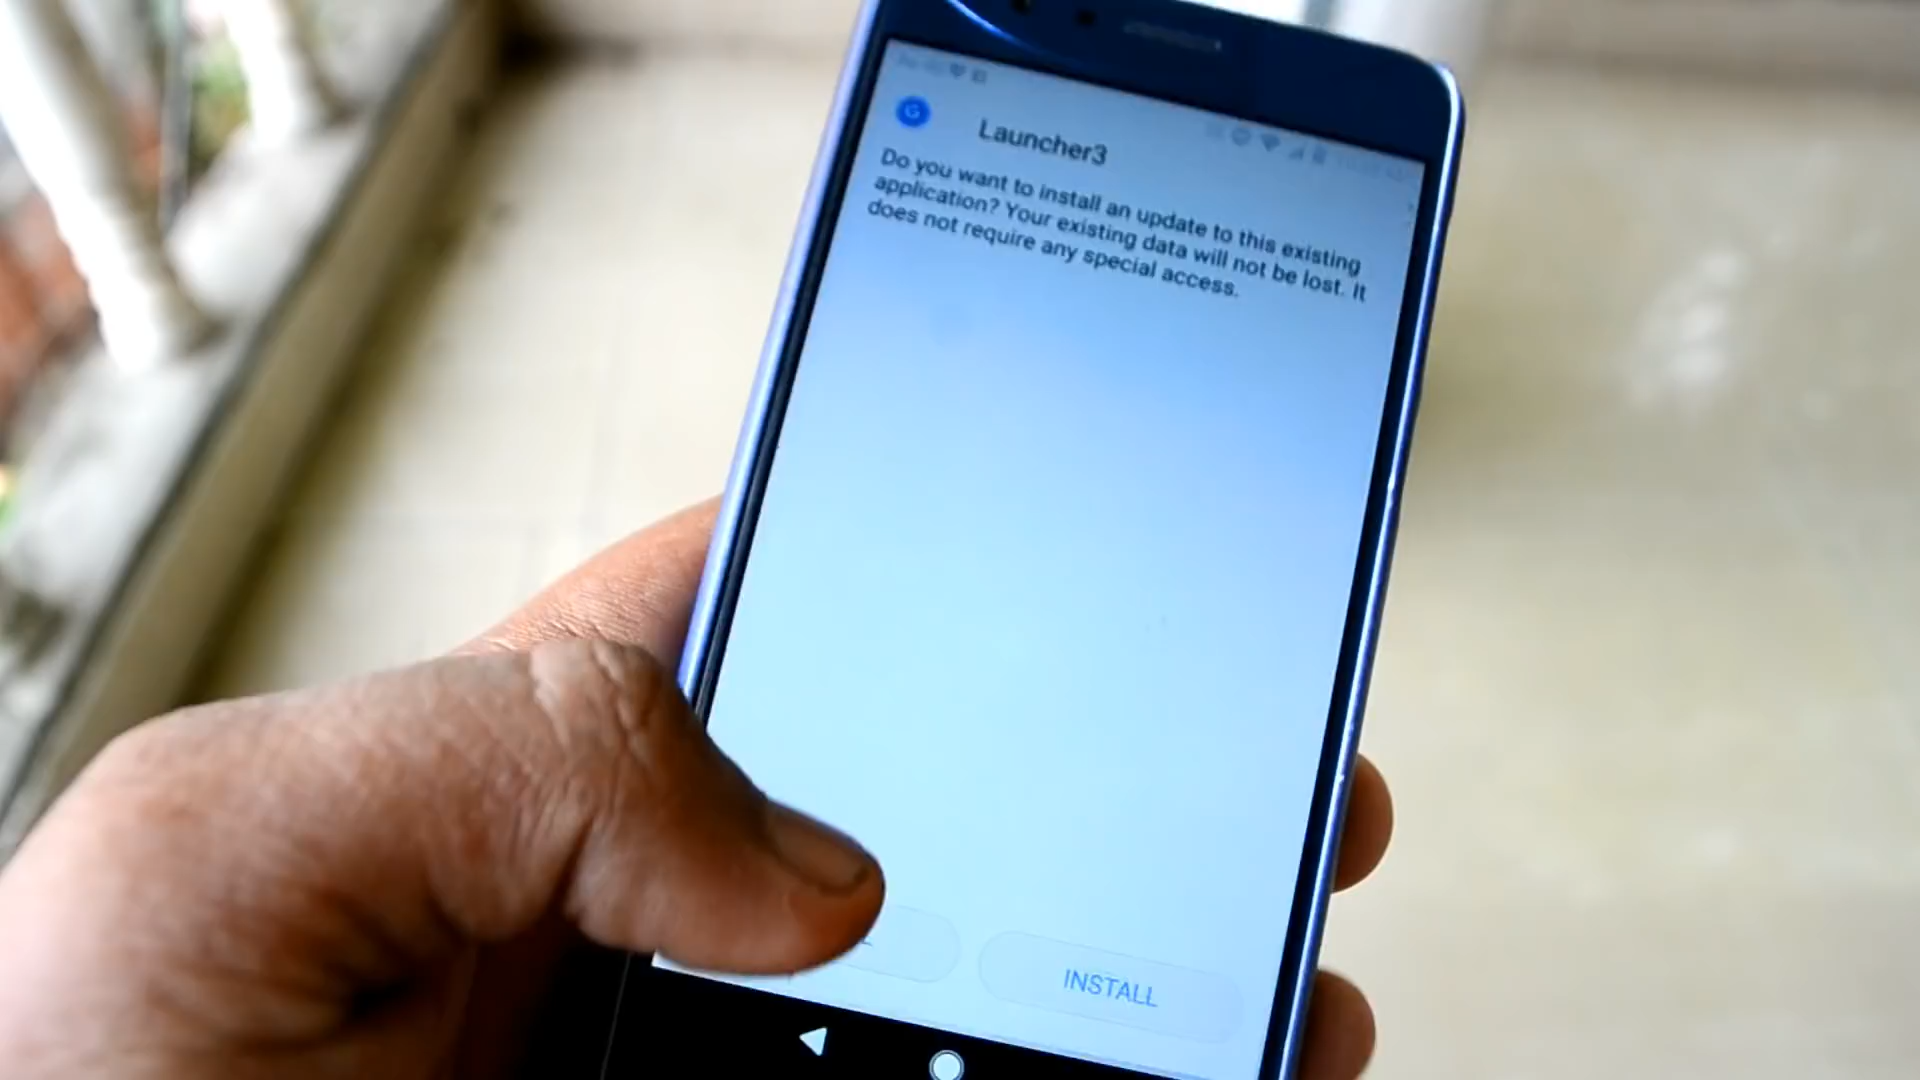 G
Launcher3
Do you want to install an update to this existing
application? Your existing data will not be lost. It
does not require any special access.
INSTALL